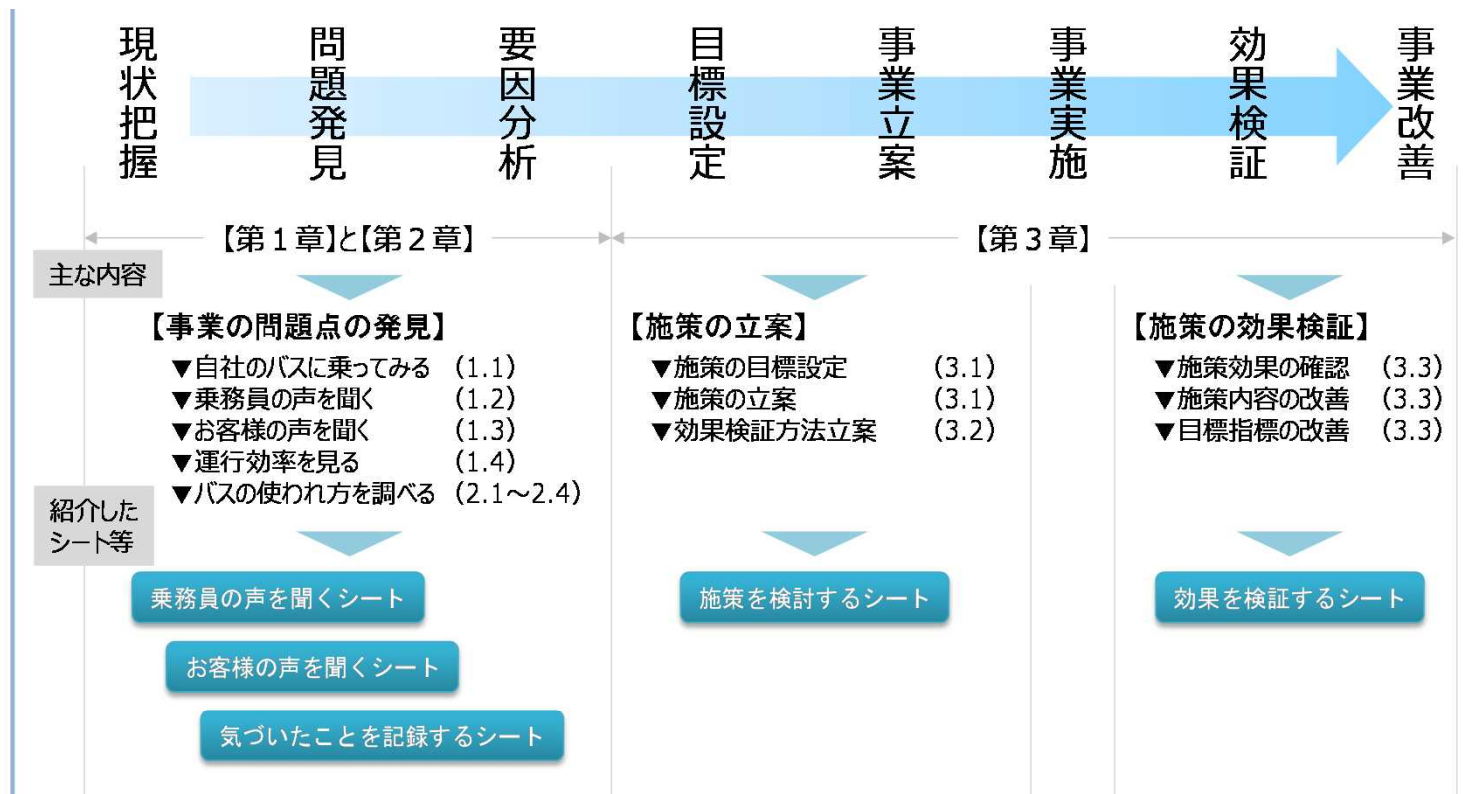 現状把握
問題発見
要因分析
目標設定
事業立案
事業実施
効果検証
事業改善
【第1章】と【第2章】
【第3章】
主な内容
【事業の問題点の発見】
▼自社のバスに乗ってみる (1.1)
▼乗務員の声を聞く (1.2)
▼お客様の声を聞く (1.3)
▼運行効率を見る (1.4)
▼バスの使われ方を調べる (2.1～2.4)
【施策の立案】
▼施策の目標設定 (3.1)
▼施策の立案 (3.1)
▼効果検証方法立案 (3.2)
【施策の効果検証】
▼施策効果の確認 (3.3)
▼施策内容の改善 (3.3)
▼目標指標の改善 (3.3)
紹介した
シート等
乗務員の声を聞くシート
お客様の声を聞くシート
気づいたことを記録するシート
施策を検討するシート
効果を検証するシート